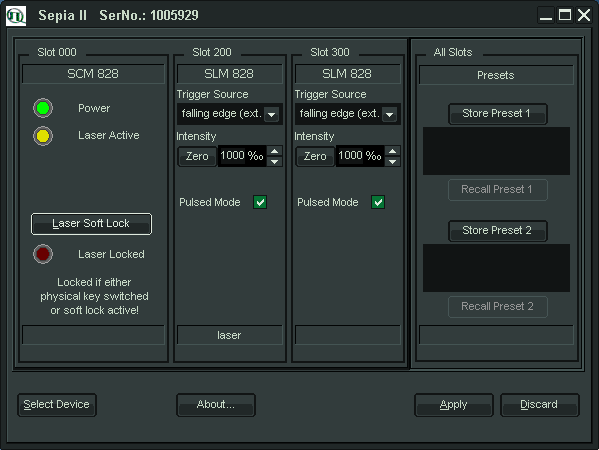 Sepia II SerNo.: 1005929
Slot 000
SCM 828
Power
Laser Active
Laser Soft Lock
Laser Locked
Locked if either
physical key switched
or soft lock active!
Slot 200
SLM 828
Trigger Source
falling edge (ext.
Intensity
Zero 1000 ‰
Pulsed Mode
laser
Slot 300
SLM 828
Trigger Source
falling edge (ext.
Intensity
Zero 1000 ‰
Pulsed Mode
All Slots
Presets
Store Preset 1
Recall Preset 1
Store Preset 2
Recall Preset 2
Select Device
About...
Apply
Discard